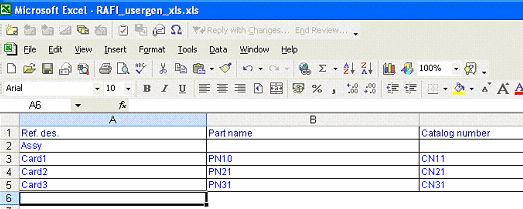 Microsoft Excel - RAFI_usergen_xls.xls
Reply with Changes... End Review...
File Edit View Insert Format Tools Data Window Help
Σ 100%
Arial 10 B I U $ % ,
A6 fx
A B C
1 Ref. des. Part name Catalog number
2 Assy
3 Card1 PN10 CN11
4 Card2 PN21 CN21
5 Card3 PN31 CN31
6